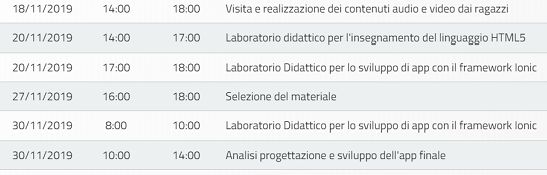 18/11/2019 14:00 18:00 Visita e realizzazione dei contenuti audio e video dai ragazzi
20/11/2019 14:00 17:00 Laboratorio didattico per l'insegnamento del linguaggio HTML5
20/11/2019 17:00 18:00 Laboratorio Didattico per lo sviluppo di app con il framework Ionic
27/11/2019 16:00 18:00 Selezione del materiale
30/11/2019 8:00 10:00 Laboratorio Didattico per lo sviluppo di app con il framework Ionic
30/11/2019 10:00 14:00 Analisi progettazione e sviluppo dell'app finale